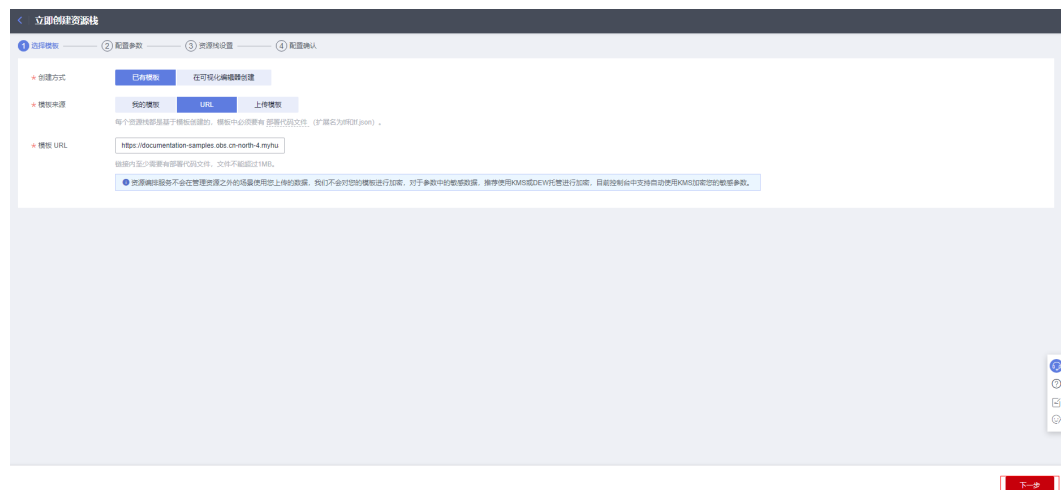 立即创建资源栈
1 选择模板 2 配置参数 3 资源栈设置 4 配置确认
* 创建方式 已有模板 在可视化编辑器创建
* 模板来源 我的模板 URL 上传模板
每个资源栈都是基于模板创建的，模板中必须要有 部署代码文件 （扩展名为tf和tf.json）。
* 模板 URL https://documentation-samples.obs.cn-north-4.myhu
链接内至少需要有部署代码文件，文件不能超过1MB。
资源编排服务不会在管理资源之外的场景使用您上传的数据，我们不会对您的模板进行加密，对于参数中的敏感数据，推荐使用KMS或DEW托管进行加密，目前控制台中支持自动使用KMS加密您的敏感参数。
下一步